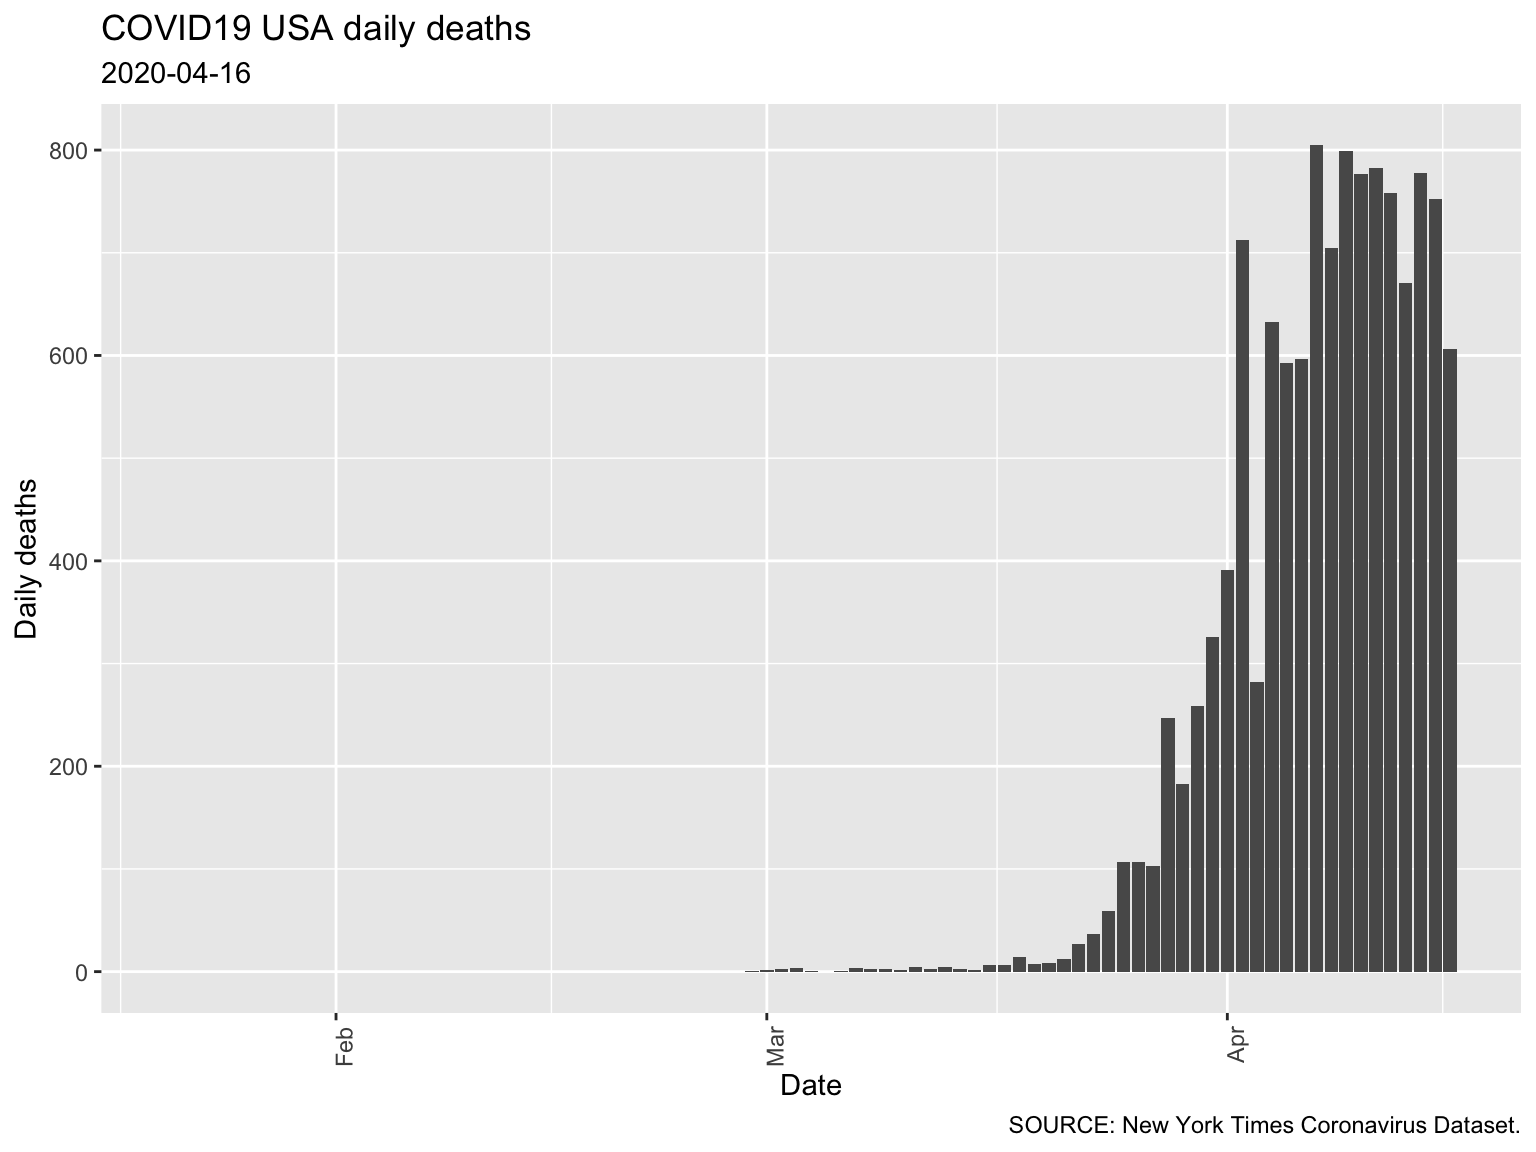 COVID19 USA daily deaths
2020-04-16
800
600
400
200
0
Daily deaths
Feb
Mar
Apr
Date
SOURCE: New York Times Coronavirus Dataset.